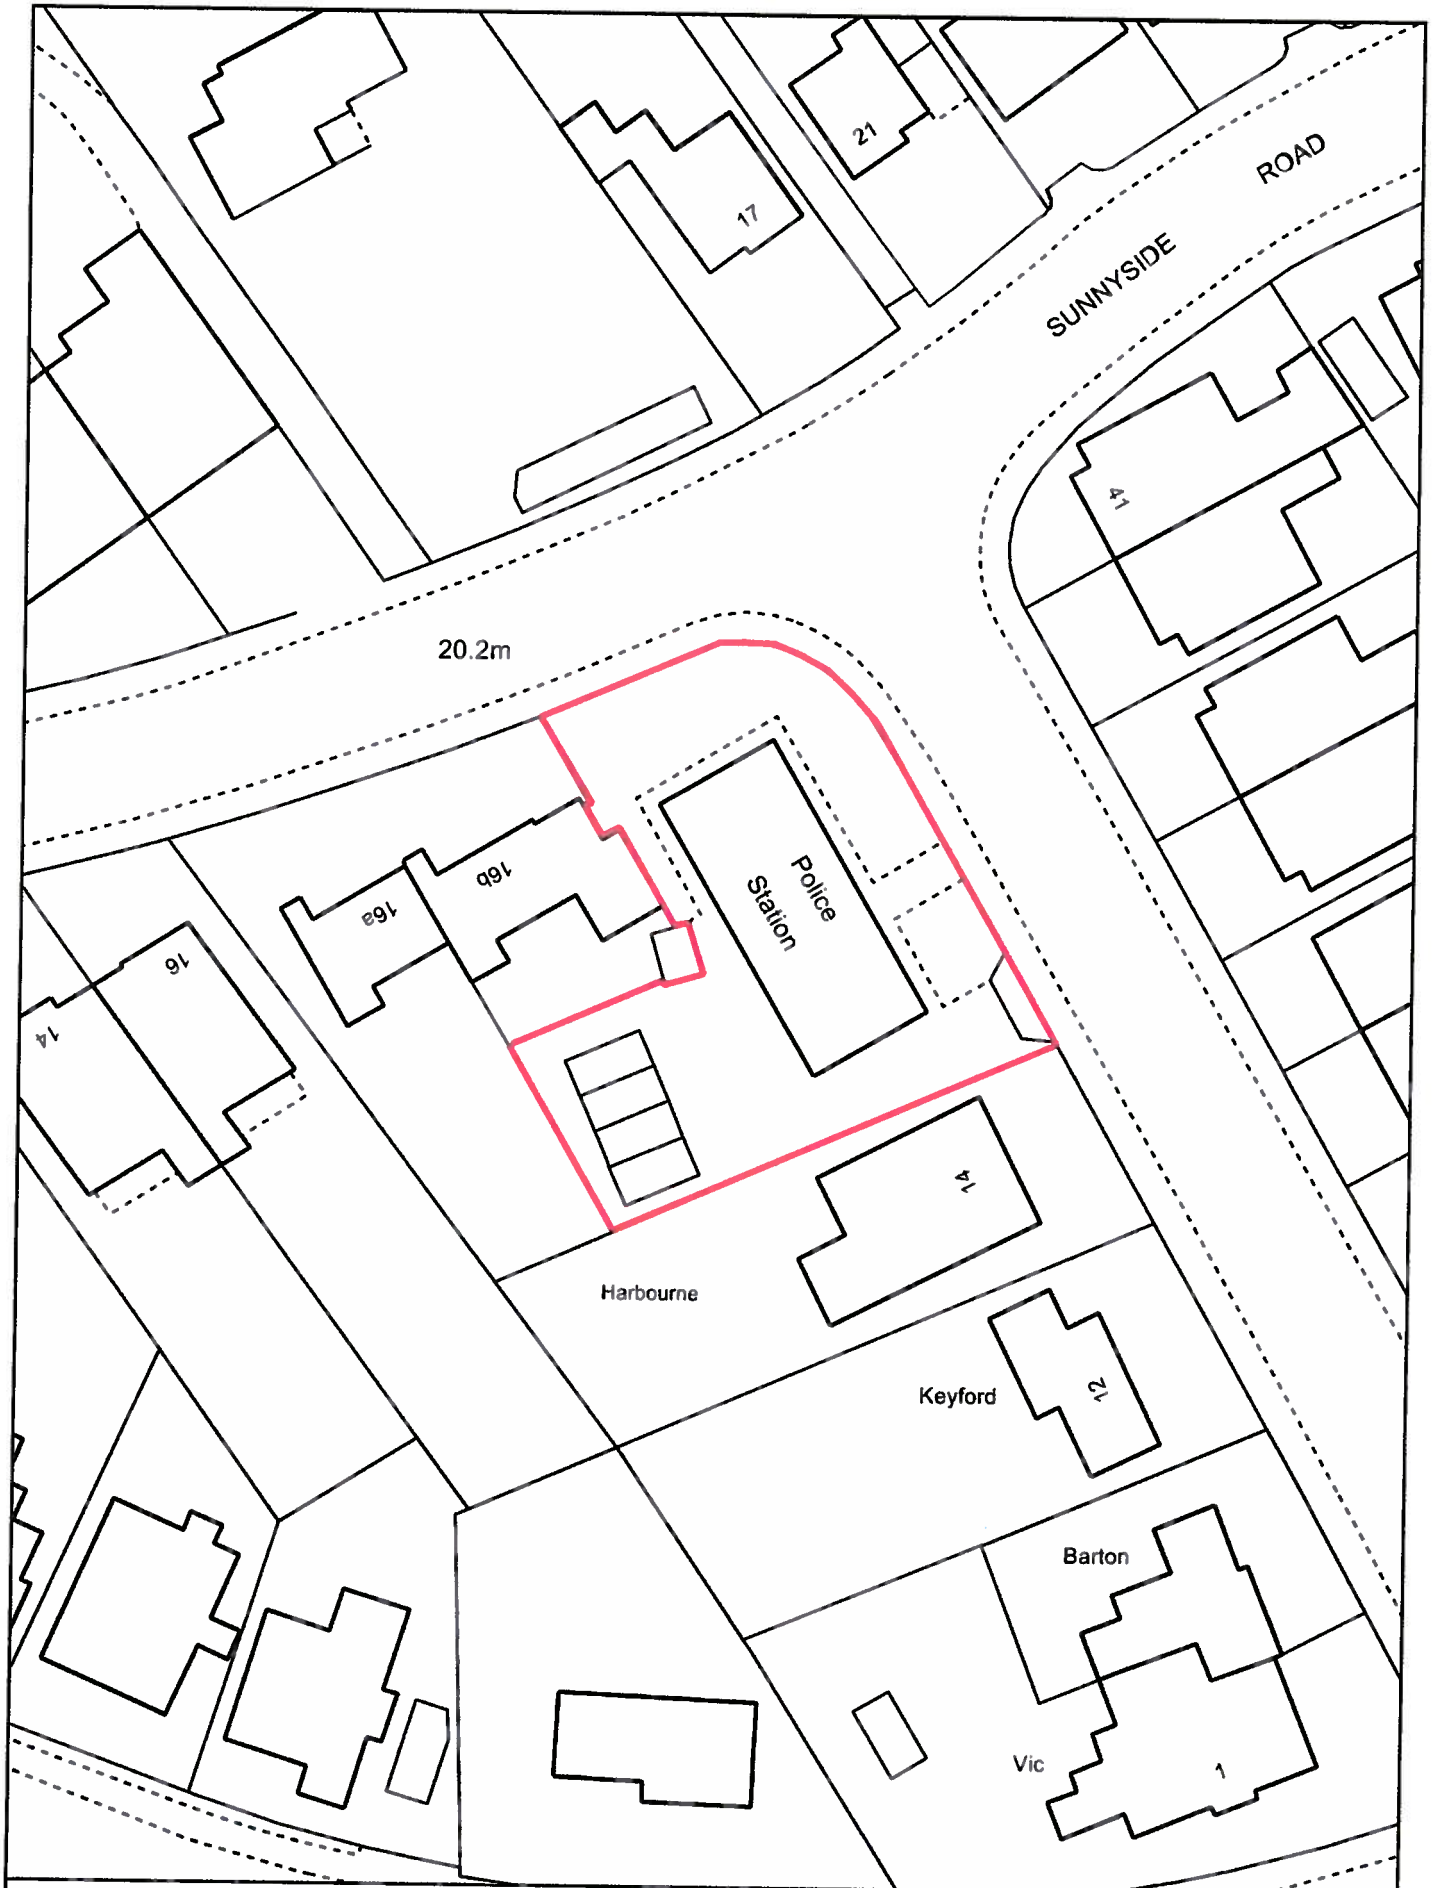 21
ROAD
17
SUNNYSIDE
41
20.2m
16b
16a
Police
Station
16
14
14
Harbourne
12
Keyford
Barton
Vic
1